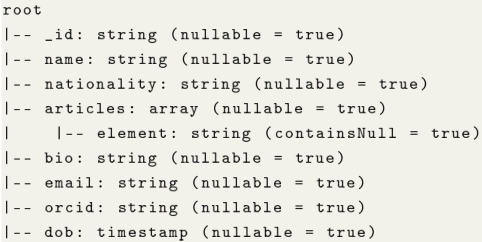 root
|-- _id: string (nullable = true)
|-- name: string (nullable = true)
|-- nationality: string (nullable = true)
|-- articles: array (nullable = true)
|    |-- element: string (containsNull = true)
|-- bio: string (nullable = true)
|-- email: string (nullable = true)
|-- orcid: string (nullable = true)
|-- dob: timestamp (nullable = true)